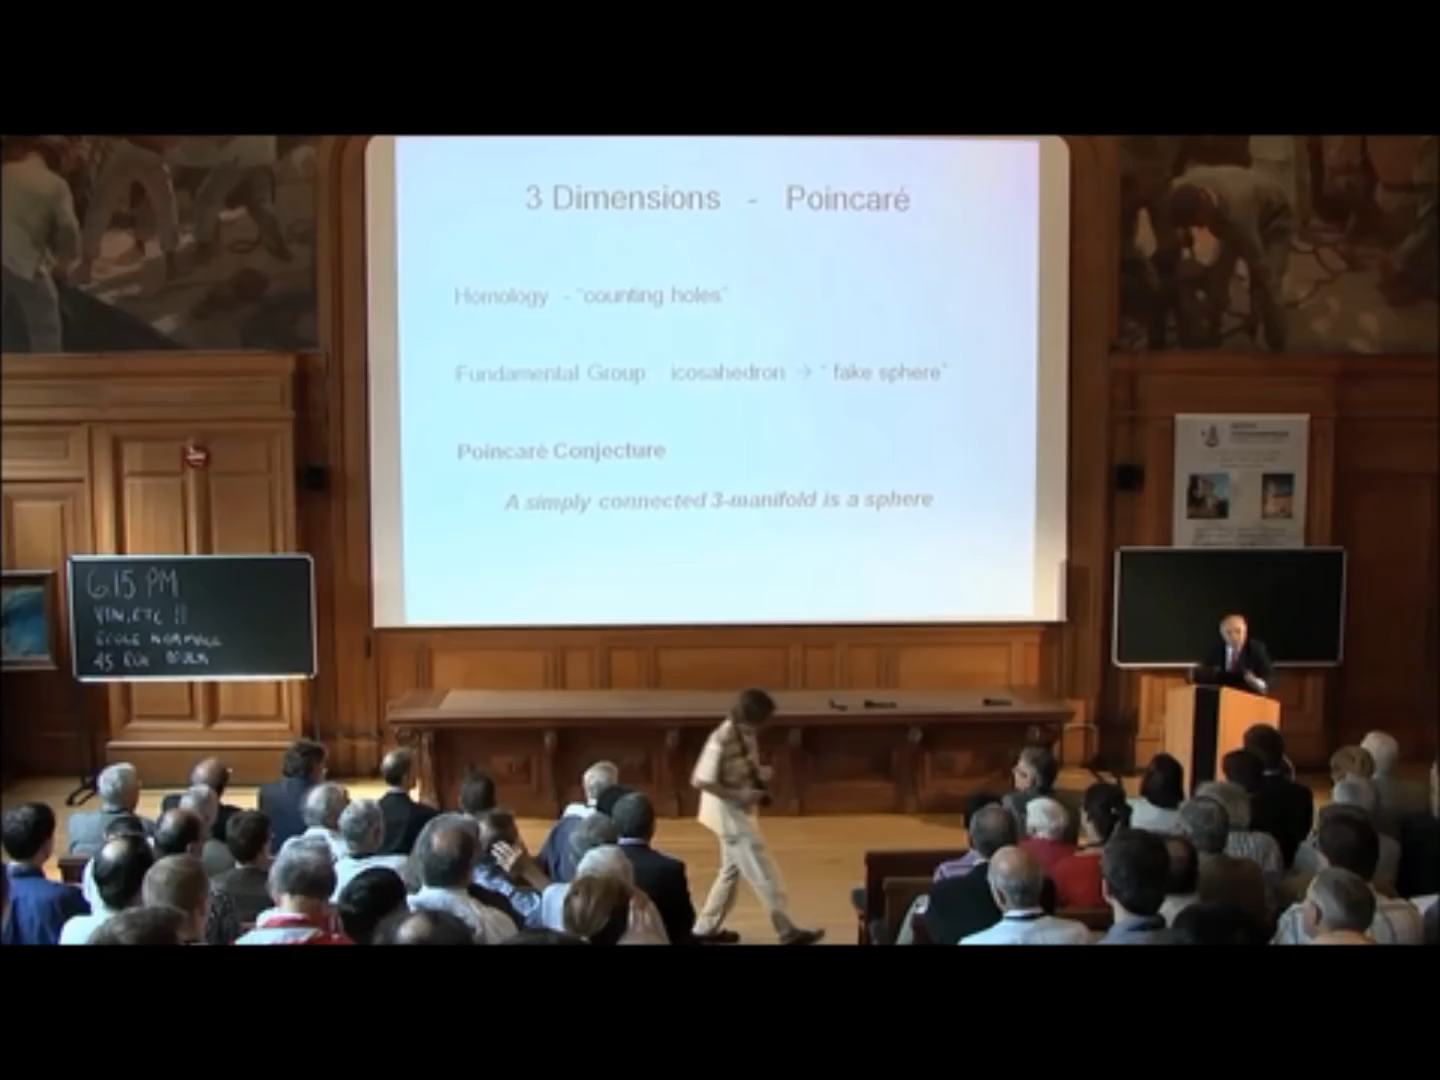 3 Dimensions - Poincaré
Homology - "counting holes"
Fundamental Group icosahedron → " fake sphere"
Poincaré Conjecture
A simply connected 3-manifold is a sphere
6.15 PM
VIN, ETC !!
ECOLE NORMALE
45 RUE